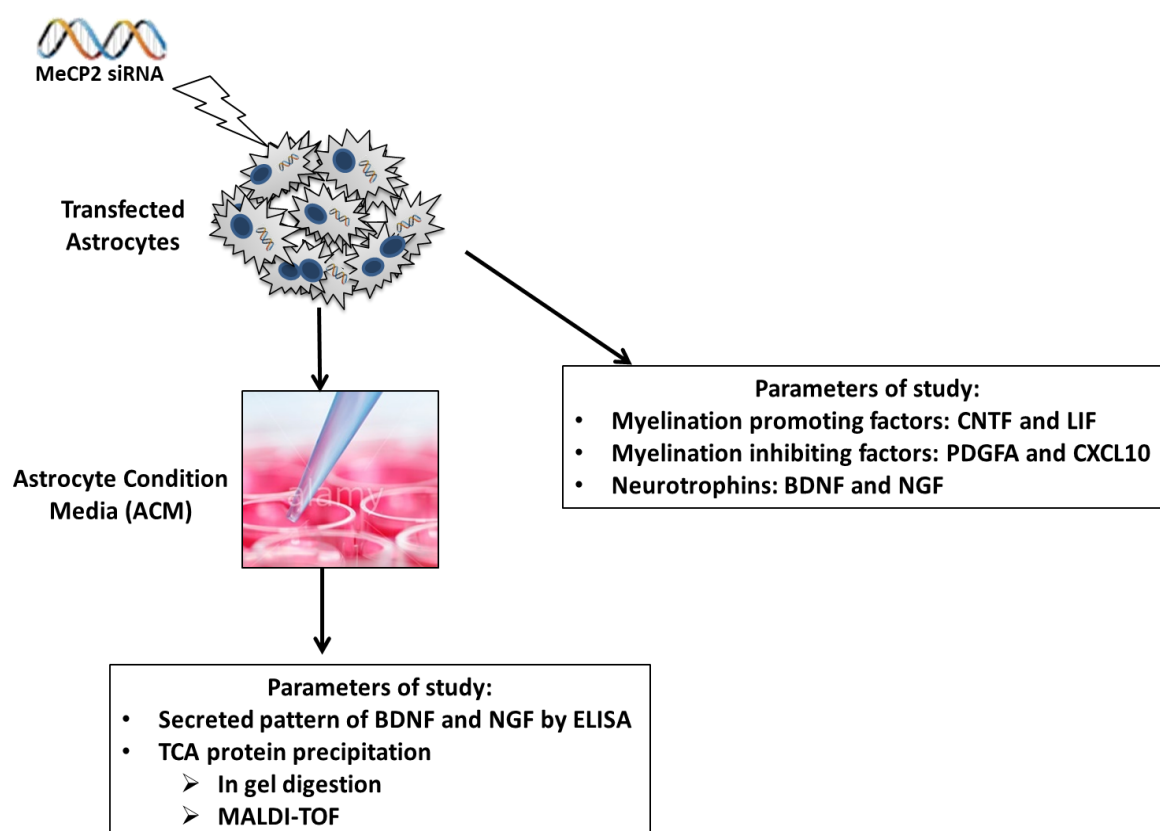 MeCP2 siRNA
Transfected
Astrocytes
Parameters of study:
• Myelination promoting factors: CNTF and LIF
• Myelination inhibiting factors: PDGFA and CXCL10
• Neurotrophins: BDNF and NGF
Astrocyte Condition
Media (ACM)
alamy
Parameters of study:
• Secreted pattern of BDNF and NGF by ELISA
• TCA protein precipitation
➢ In gel digestion
➢ MALDI-TOF